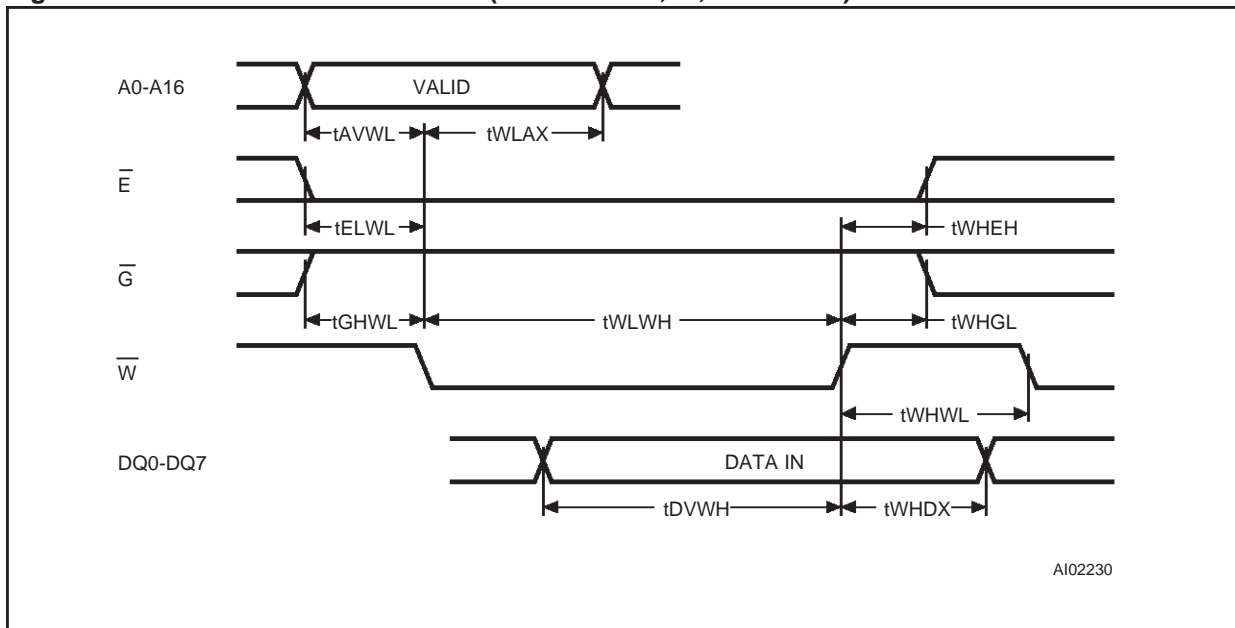 A0-A16
VALID
tAVWL
tWLAX
E
tELWL
tWHEH
G
tGHWL
tWLWH
tWHGL
W
tWHWL
DQ0-DQ7
DATA IN
tDVWH
tWHDX
AI02230